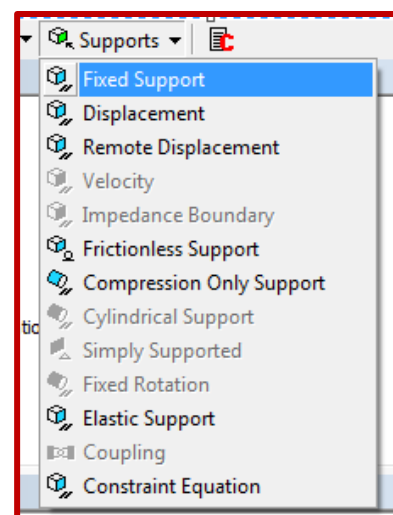 Supports
Fixed Support
Displacement
Remote Displacement
Velocity
Impedance Boundary
Frictionless Support
Compression Only Support
Cylindrical Support
tic
Simply Supported
Fixed Rotation
Elastic Support
Coupling
Constraint Equation